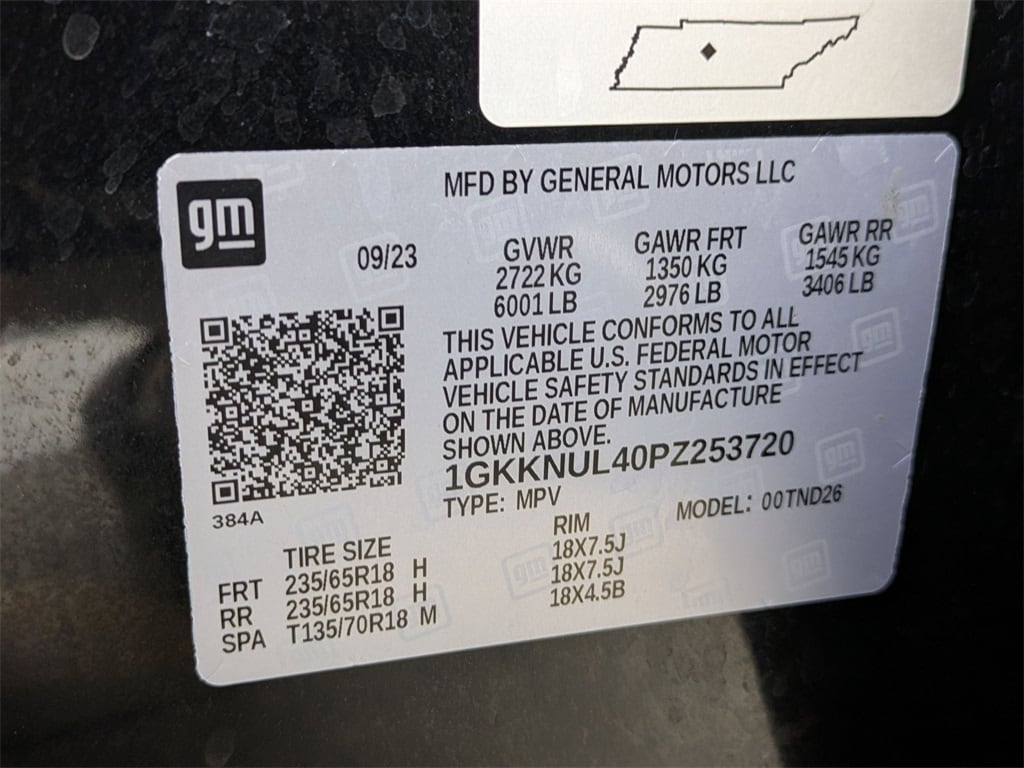 MFD BY GENERAL MOTORS LLC
gm
09/23
GVWR GAWR FRT GAWR RR
2722 KG 1350 KG 1545 KG
6001 LB 2976 LB 3406 LB
THIS VEHICLE CONFORMS TO ALL
APPLICABLE U.S. FEDERAL MOTOR
VEHICLE SAFETY STANDARDS IN EFFECT
ON THE DATE OF MANUFACTURE
SHOWN ABOVE.
1GKKNUL40PZ253720
TYPE: MPV MODEL: 00TND26
384A
TIRE SIZE RIM
FRT 235/65R18 H 18X7.5J
RR 235/65R18 H 18X7.5J
SPA T135/70R18 M 18X4.5B